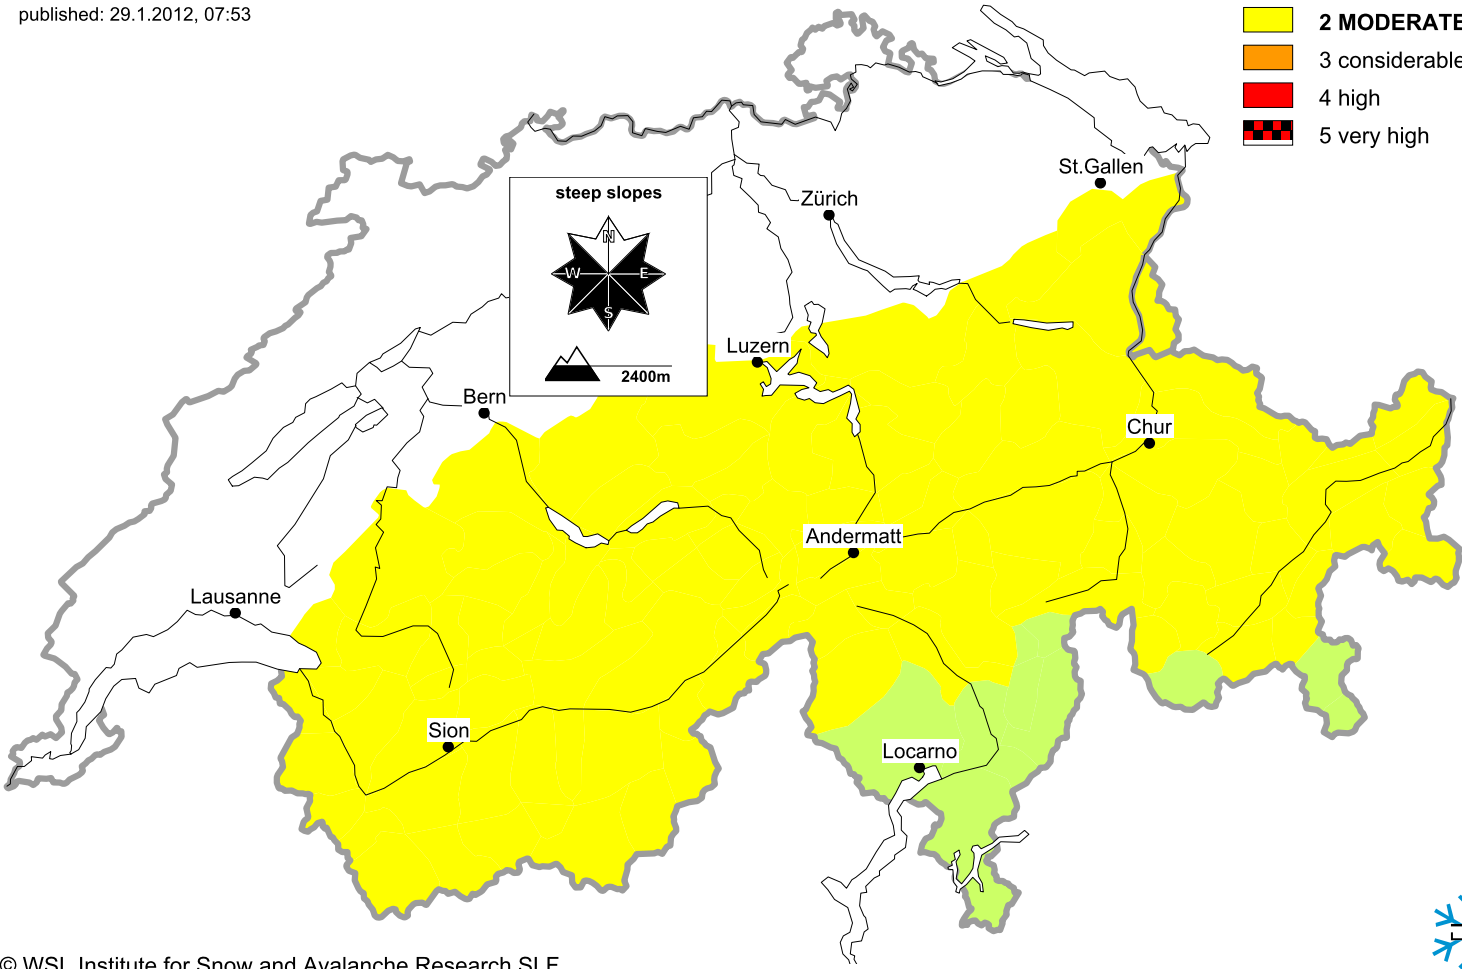 published: 29.1.2012, 07:53
2 MODERATE
3 considerable
4 high
5 very high
St.Gallen
Zürich
steep slopes
N
W E
S
2400m
Luzern
Bern
Chur
Andermatt
Lausanne
Sion
Locarno
© WSL Institute for Snow and Avalanche Research SLF